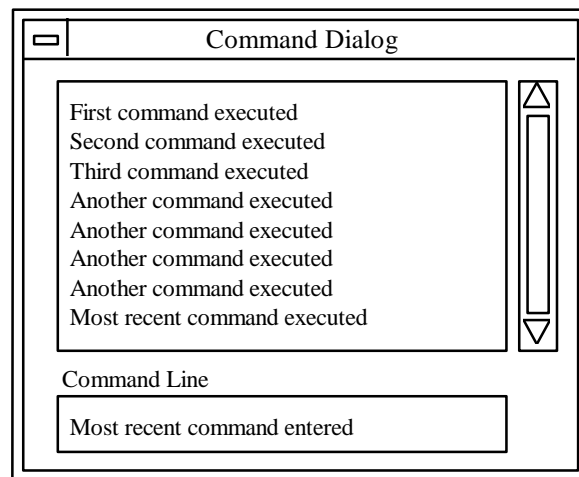 Command Dialog
First command executed
Second command executed
Third command executed
Another command executed
Another command executed
Another command executed
Another command executed
Most recent command executed
Command Line
Most recent command entered